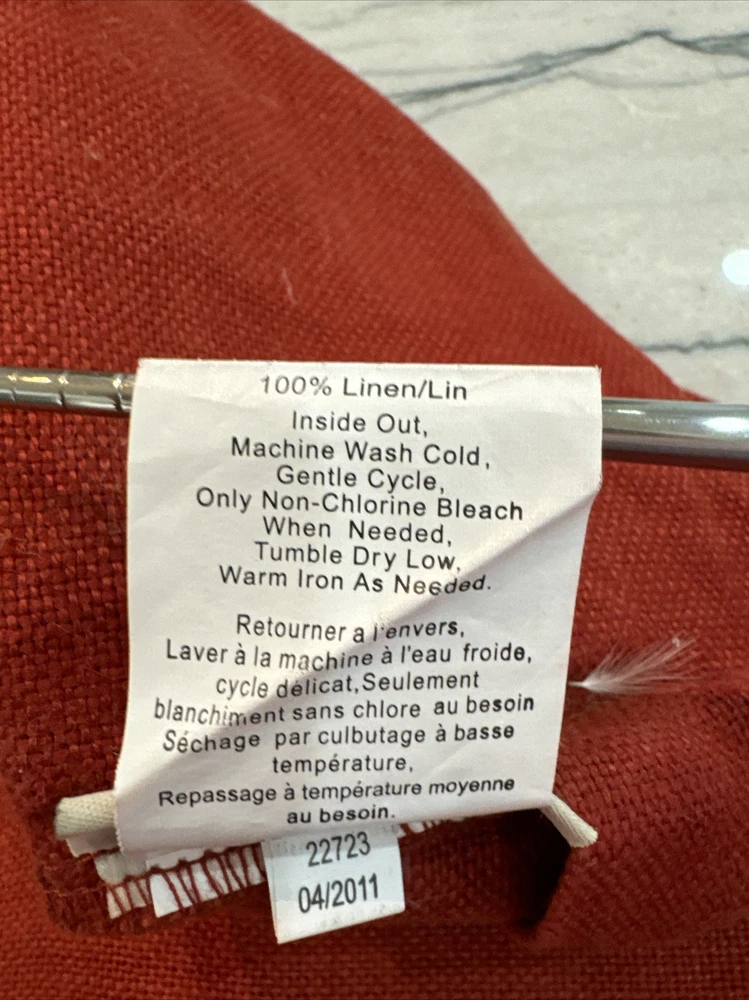 100% Linen/Lin
Inside Out,
Machine Wash Cold,
Gentle Cycle,
Only Non-Chlorine Bleach
When Needed,
Tumble Dry Low,
Warm Iron As Needed.
Retourner a l'envers,
Laver à la machine à l'eau froide,
cycle délicat,Seulement
blanchiment sans chlore au besoin
Séchage par culbutage à basse
température,
Repassage à température moyenne
au besoin.
22723
04/2011